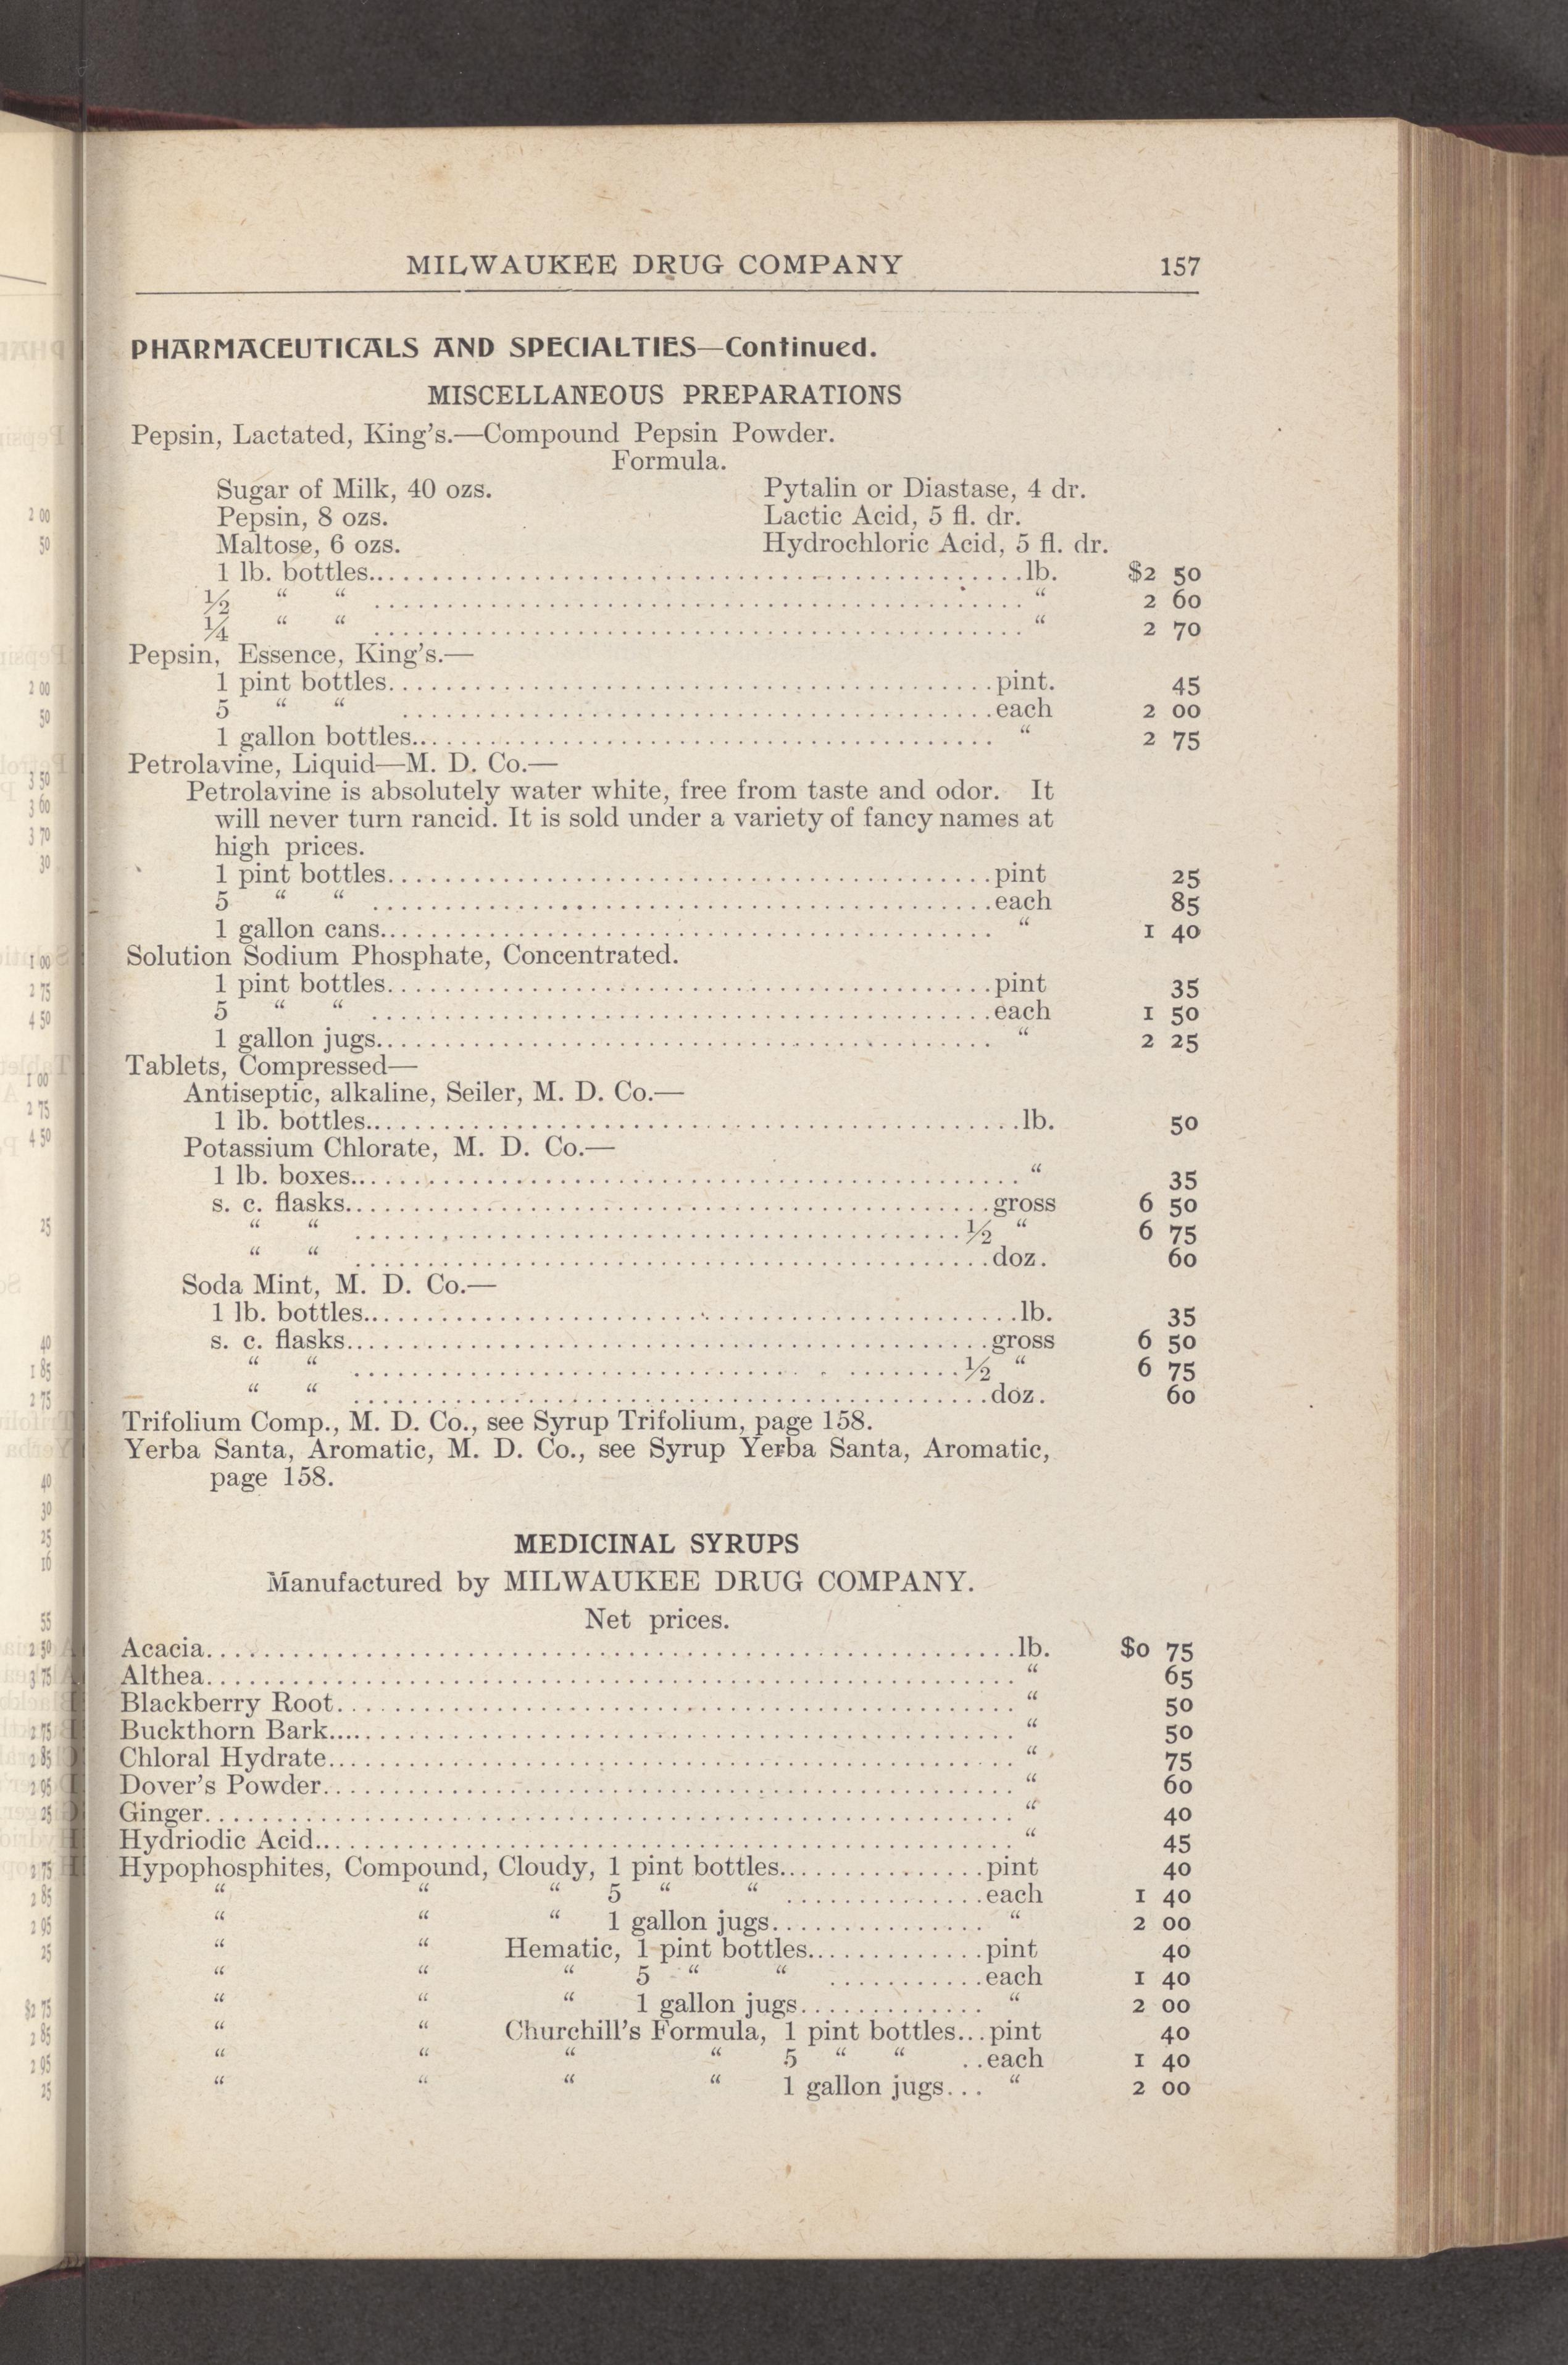 MILWAUKEE DRUG COMPANY 157
PHARMACEUTICALS AND SPECIALTIES—Continued.
MISCELLANEOUS PREPARATIONS
Pepsin, Lactated, King's.—Compound Pepsin Powder.
Formula.
Sugar of Milk, 40 ozs. Pytalin or Diastase, 4 dr.
Pepsin, 8 ozs. Lactic Acid, 5 fl. dr.
Maltose, 6 ozs. Hydrochloric Acid, 5 fl. dr.
1 lb. bottles........lb. $2 50
½ “ “ ........ “ 2 60
¼ “ “ ........ “ 2 70
Pepsin, Essence, King's.—
1 pint bottles........pint. 45
5 “ “ ........each 2 00
1 gallon bottles........ “ 2 75
Petrolavine, Liquid—M. D. Co.—
Petrolavine is absolutely water white, free from taste and odor. It
will never turn rancid. It is sold under a variety of fancy names at
high prices.
1 pint bottles........pint 25
5 “ “ ........each 85
1 gallon cans........ “ 1 40
Solution Sodium Phosphate, Concentrated.
1 pint bottles........pint 35
5 “ “ ........each 1 50
1 gallon jugs........ “ 2 25
Tablets, Compressed—
Antiseptic, alkaline, Seiler, M. D. Co.—
1 lb. bottles........lb. 50
Potassium Chlorate, M. D. Co.—
1 lb. boxes........ “ 35
s. c. flasks........gross 6 50
“ “ ........½ “ 6 75
“ “ ........doz. 60
Soda Mint, M. D. Co.—
1 lb. bottles........lb. 35
s. c. flasks........gross 6 50
“ “ ........½ “ 6 75
“ “ ........doz. 60
Trifolium Comp., M. D. Co., see Syrup Trifolium, page 158.
Yerba Santa, Aromatic, M. D. Co., see Syrup Yerba Santa, Aromatic,
page 158.
MEDICINAL SYRUPS
Manufactured by MILWAUKEE DRUG COMPANY.
Net prices.
Acacia........lb. $0 75
Althea........ “ 65
Blackberry Root........ “ 50
Buckthorn Bark........ “ 50
Chloral Hydrate........ “ 75
Dover's Powder........ “ 60
Ginger........ “ 40
Hydriodic Acid........ “ 45
Hypophosphites, Compound, Cloudy, 1 pint bottles........pint 40
“ “ “ 5 “ “ ........each 1 40
“ “ “ 1 gallon jugs........ “ 2 00
“ “ Hematic, 1 pint bottles........pint 40
“ “ “ 5 “ “ ........each 1 40
“ “ “ 1 gallon jugs........ “ 2 00
“ “ Churchill's Formula, 1 pint bottles...pint 40
“ “ “ “ 5 “ “ ..each 1 40
“ “ “ “ 1 gallon jugs... “ 2 00